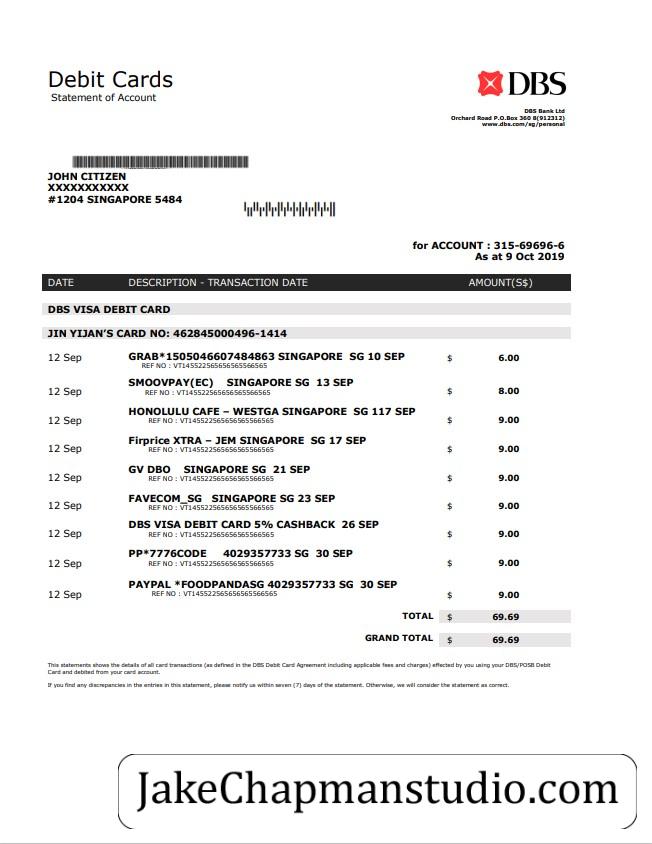 Debit Cards
Statement of Account
DBS
DBS Bank Ltd
Orchard Road P.O.Box 360 8(912312)
www.dbs.com/sg/personal
JOHN CITIZEN
XXXXXXXXXXX
#1204 SINGAPORE 5484
for ACCOUNT : 315-69696-6
As at 9 Oct 2019
DATE DESCRIPTION - TRANSACTION DATE AMOUNT(S$)
DBS VISA DEBIT CARD
JIN YIJAN'S CARD NO: 462845000496-1414
12 Sep GRAB*1505046607484863 SINGAPORE SG 10 SEP $ 6.00
REF NO : VT145522565656565566565
12 Sep SMOOVPAY(EC) SINGAPORE SG 13 SEP $ 8.00
REF NO : VT145522565656565566565
12 Sep HONOLULU CAFE – WESTGA SINGAPORE SG 117 SEP $ 9.00
REF NO : VT145522565656565566565
12 Sep Firprice XTRA – JEM SINGAPORE SG 17 SEP $ 9.00
REF NO : VT145522565656565566565
12 Sep GV DBO SINGAPORE SG 21 SEP $ 9.00
REF NO : VT145522565656565566565
12 Sep FAVECOM_SG SINGAPORE SG 23 SEP $ 9.00
REF NO : VT145522565656565566565
12 Sep DBS VISA DEBIT CARD 5% CASHBACK 26 SEP $ 9.00
REF NO : VT145522565656565566565
12 Sep PP*7776CODE 4029357733 SG 30 SEP $ 9.00
REF NO : VT145522565656565566565
12 Sep PAYPAL *FOODPANDASG 4029357733 SG 30 SEP $ 9.00
REF NO : VT145522565656565566565
TOTAL $ 69.69
GRAND TOTAL $ 69.69
This statements shows the details of all card transactions (as defined in the DBS Debit Card Agreement including applicable fees and charges) effected by you using your DBS/POSB Debit
Card and debited from your card account.
If you find any discrepancies in the entries in this statement, please notify us within seven (7) days of the statement. Otherwise, we will consider the statement as correct.
JakeChapmanstudio.com